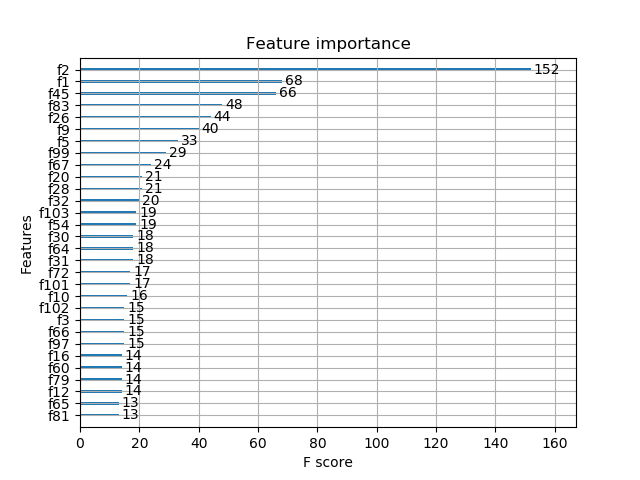 Feature importance
f2 152
f1 68
f45 66
f83 48
f26 44
f9 40
f5 33
f99 29
f67 24
f20 21
f28 21
f32 20
f103 19
f54 19
f30 18
f64 18
f31 18
f72 17
f101 17
f10 16
f102 15
f3 15
f66 15
f97 15
f16 14
f60 14
f79 14
f12 14
f65 13
f81 13
Features
0 20 40 60 80 100 120 140 160
F score